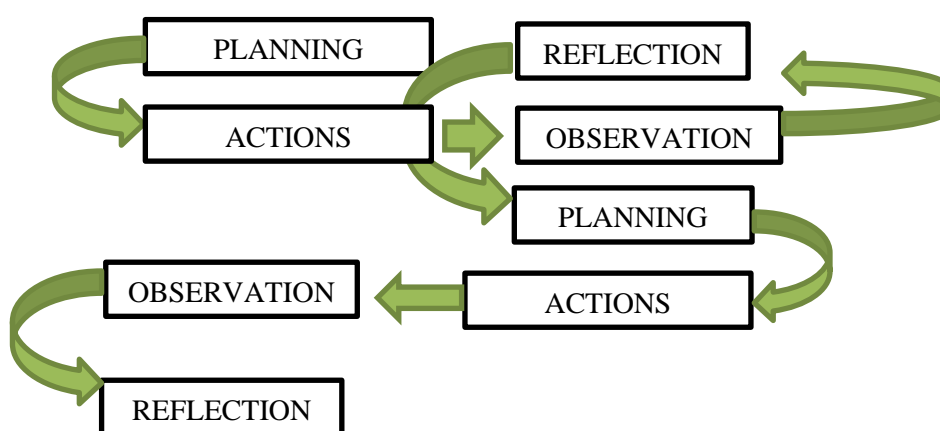 PLANNING
REFLECTION
ACTIONS
OBSERVATION
PLANNING
OBSERVATION
ACTIONS
REFLECTION